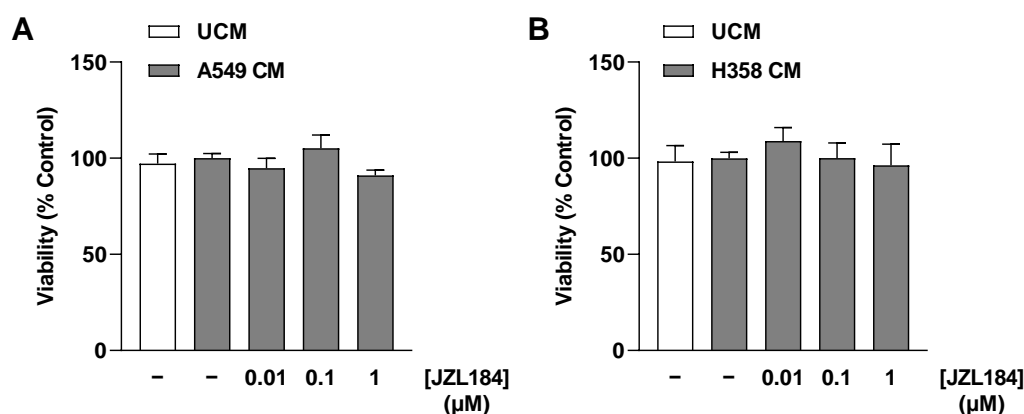 A
UCM
A549 CM
150
100
50
0
Viability (% Control)
– – 0.01 0.1 1 [JZL184]
(µM)
B
UCM
H358 CM
150
100
50
0
Viability (% Control)
– – 0.01 0.1 1 [JZL184]
(µM)